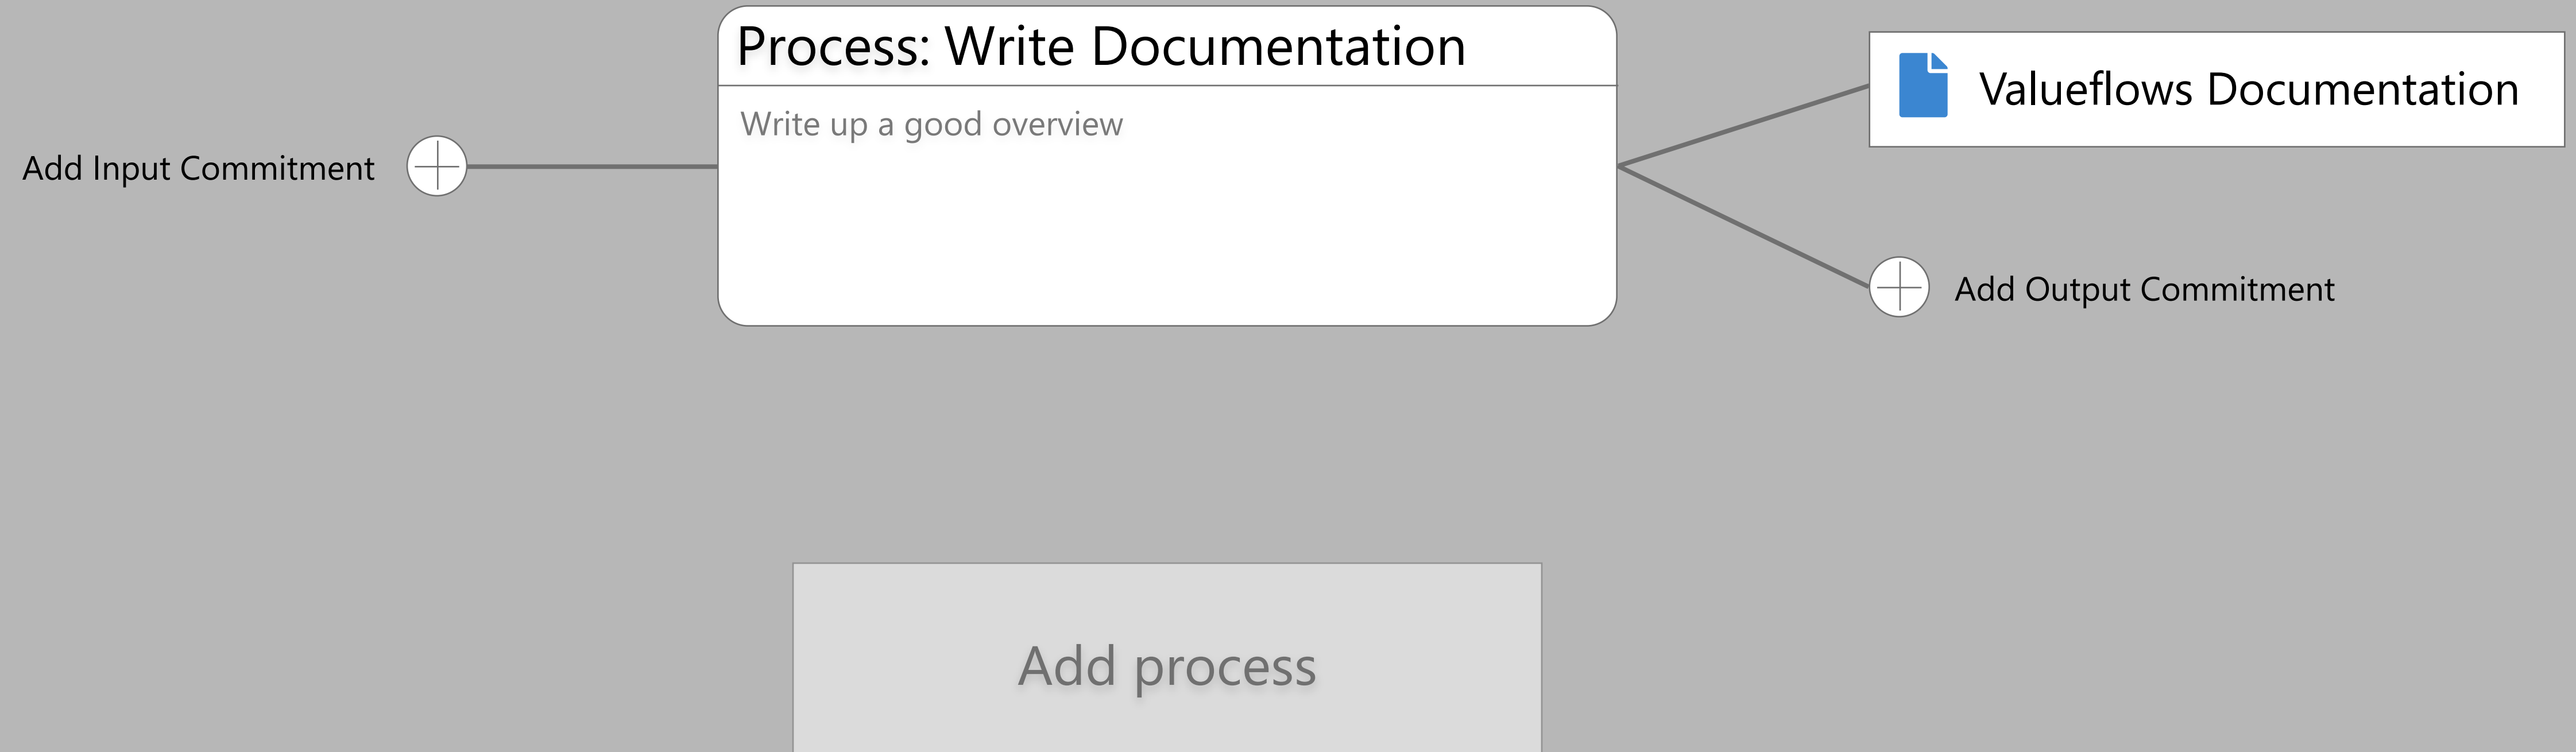 Process: Write Documentation
Write up a good overview
Add Input Commitment
Valueflows Documentation
Add Output Commitment
Add process